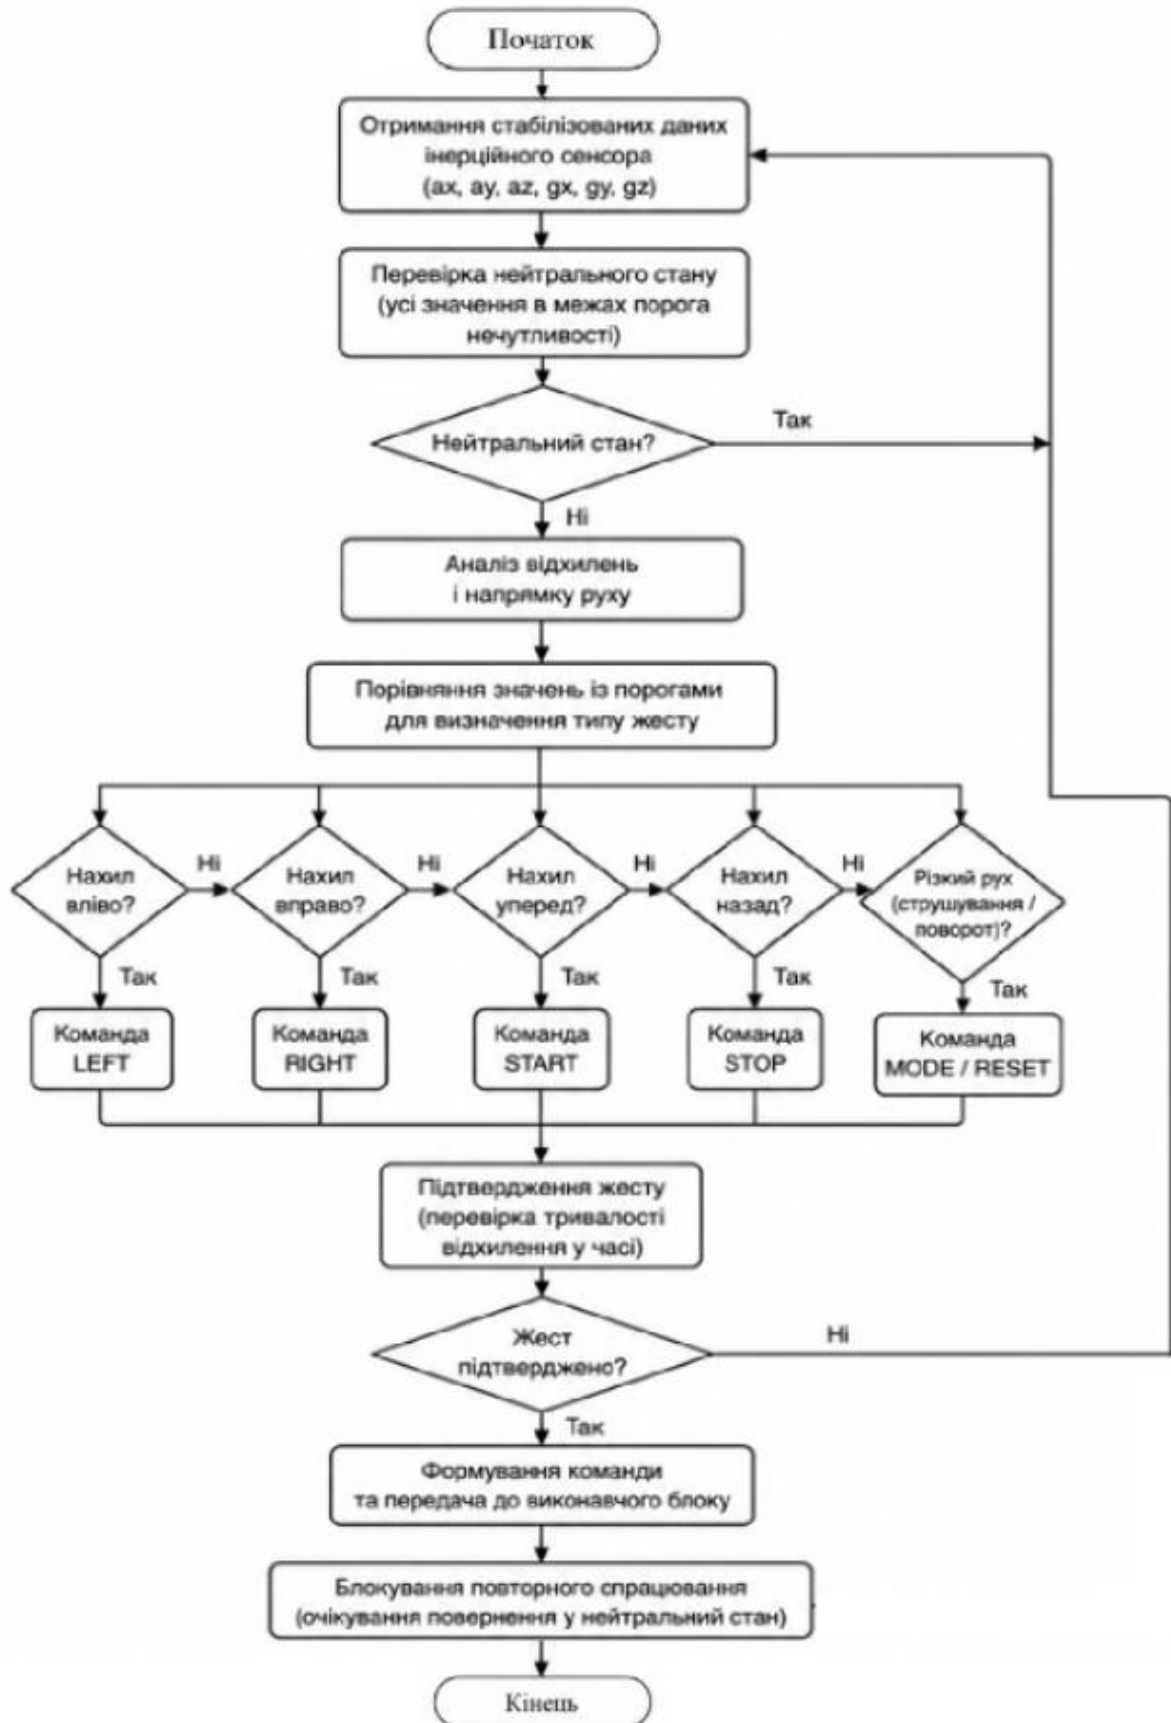 Початок
Отримання стабілізованих даних
інерційного сенсора
(ax, ay, az, gx, gy, gz)
Перевірка нейтрального стану
(усі значення в межах порога
нечутливості)
Нейтральний стан?
Так
Ні
Аналіз відхилень
і напрямку руху
Порівняння значень із порогами
для визначення типу жесту
Нахил
вліво?
Ні
Нахил
вправо?
Ні
Нахил
уперед?
Ні
Нахил
назад?
Ні
Різкий рух
(струшування /
поворот)?
Так
Так
Так
Так
Так
Команда
LEFT
Команда
RIGHT
Команда
START
Команда
STOP
Команда
MODE / RESET
Підтвердження жесту
(перевірка тривалості
відхилення у часі)
Жест
підтверджено?
Ні
Так
Формування команди
та передача до виконавчого блоку
Блокування повторного спрацювання
(очікування повернення у нейтральний стан)
Кінець